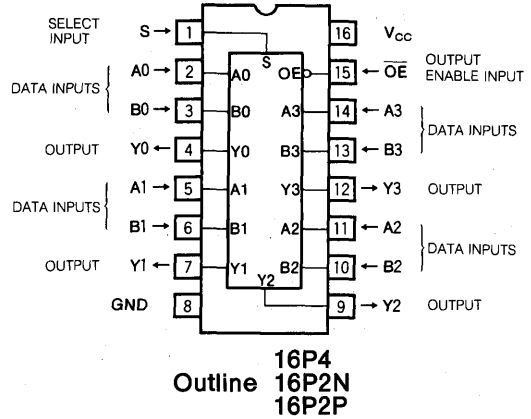 SELECT INPUT S→ 1 16 VCC
DATA INPUTS A0→ 2 A0 S OE 15 ←OE OUTPUT ENABLE INPUT
B0→ 3 B0 A3 14 ←A3 DATA INPUTS
OUTPUT Y0← 4 Y0 B3 13 ←B3
DATA INPUTS A1→ 5 A1 Y3 12 →Y3 OUTPUT
B1→ 6 B1 A2 11 ←A2 DATA INPUTS
OUTPUT Y1← 7 Y1 Y2 B2 10 ←B2
GND 8 9 →Y2 OUTPUT
16P4
Outline 16P2N
16P2P